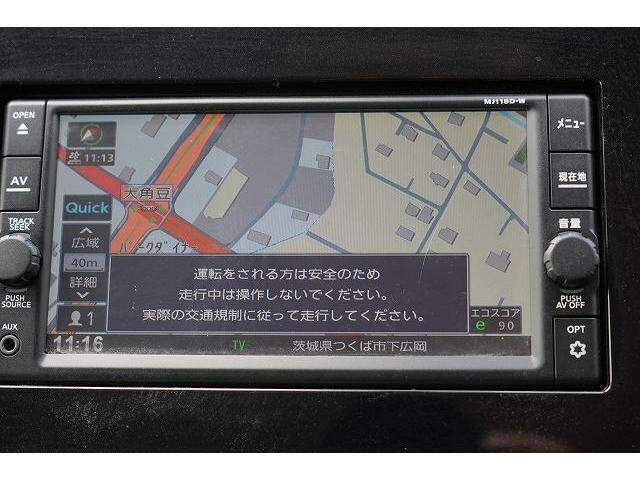 MJ116D-W
OPEN
AV
TRACK
SEEK
PUSH
SOURCE
AUX
11:13
Quick
広域
40m
詳細
1
大角豆
運転をされる方は安全のため
走行中は操作しないでください。
実際の交通規制に従って走行してください。
エコスコア
e 90
11:16
TV
茨城県つくば市下広岡
メニュー
現在地
音量
PUSH
AV OFF
OPT